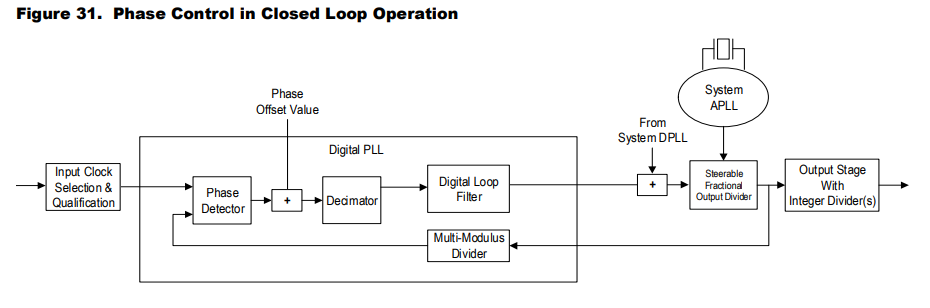 Figure 31. Phase Control in Closed Loop Operation
System
APLL
Phase
Offset Value
From
System DPLL
Digital PLL
Input Clock
Selection &
Qualification
Phase
Detector
+
Decimator
Digital Loop
Filter
+
Steerable
Fractional
Output Divider
Output Stage
With
Integer Divider(s)
Multi-Modulus
Divider